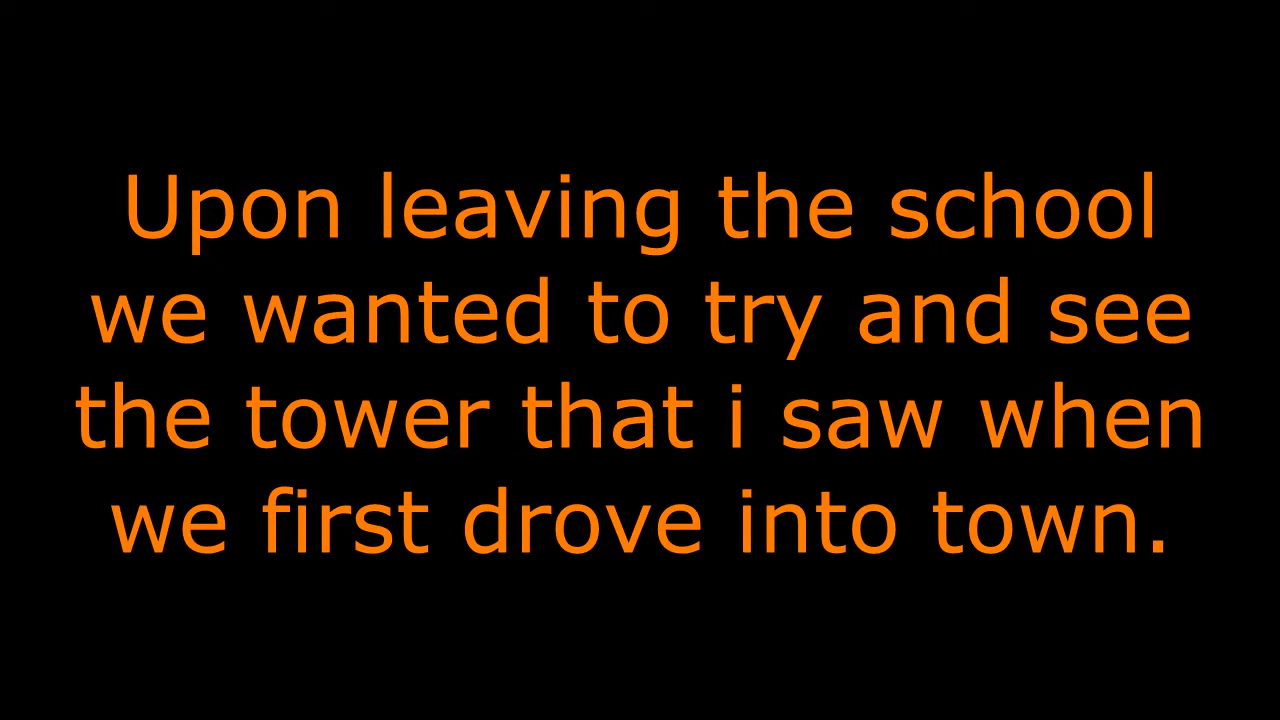 Upon leaving the school
we wanted to try and see
the tower that i saw when
we first drove into town.